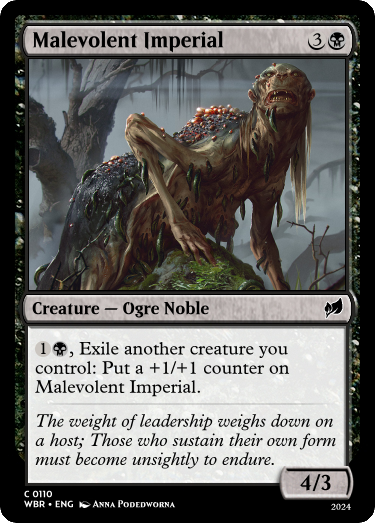 Malevolent Imperial 3
Creature — Ogre Noble
1, Exile another creature you
control: Put a +1/+1 counter on
Malevolent Imperial.
The weight of leadership weighs down on
a host; Those who sustain their own form
must become unsightly to endure.
4/3
C 0110
WBR • ENG Anna Podedworna
2024